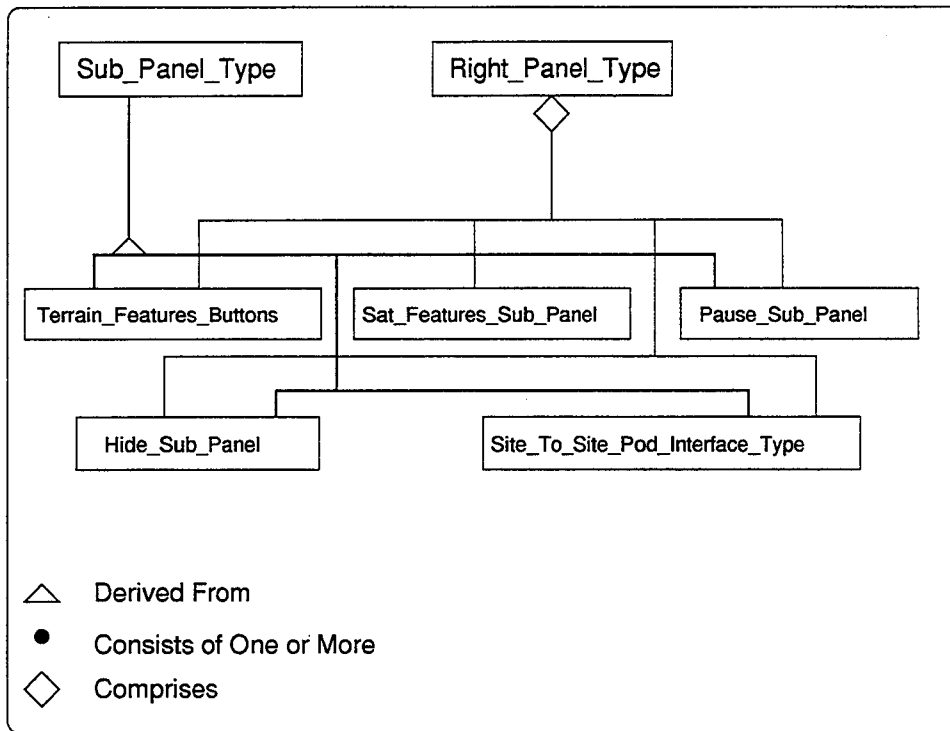 Sub_Panel_Type
Right_Panel_Type
Terrain_Features_Buttons
Sat_Features_Sub_Panel
Pause_Sub_Panel
Hide_Sub_Panel
Site_To_Site_Pod_Interface_Type
Derived From
Consists of One or More
Comprises